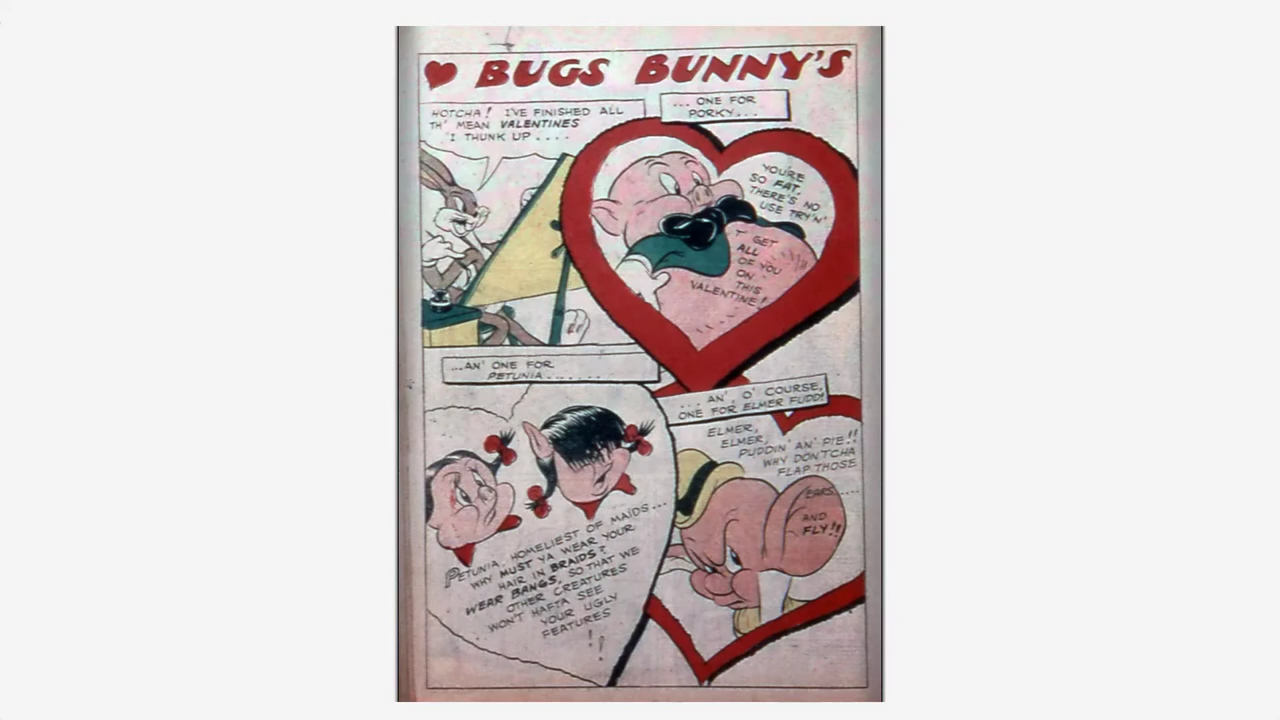 BUGS BUNNY'S
HOTCHA! I'VE FINISHED ALL
TH' MEAN VALENTINES
I THUNK UP....
... ONE FOR
PORKY...
YOU'RE
SO FAT,
THERE'S NO
USE TRY'N'
T' GET
ALL
OF YOU
ON
THIS
VALENTINE!
...AN' ONE FOR
PETUNIA.......
PETUNIA, HOMELIEST OF MAIDS...
WHY MUST YA WEAR YOUR
HAIR IN BRAIDS?
WEAR BANGS, SO THAT WE
OTHER CREATURES
WON'T HAFTA SEE
YOUR UGLY
FEATURES
!!
... AN', O' COURSE,
ONE FOR ELMER FUDD!
ELMER,
ELMER,
PUDDIN' AN' PIE!!
WHY DON'TCHA
FLAP THOSE
EARS.....
AND
FLY!!